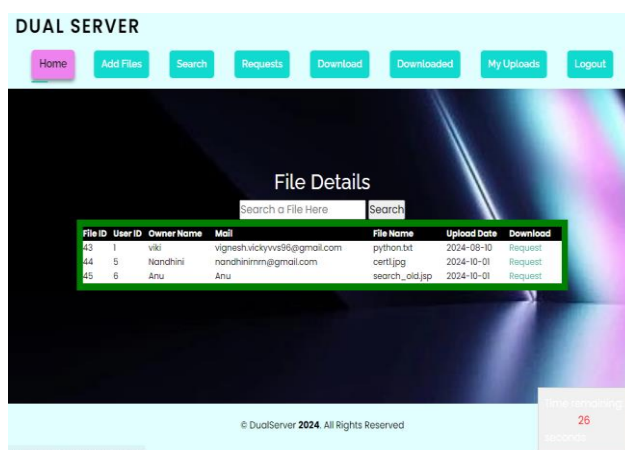 DUAL SERVER
Home Add Files Search Requests Download Downloaded My Uploads Logout
File Details
Search a File Here Search
File ID User ID Owner Name Mail File Name Upload Date Download
43 1 viki vignesh.vickyvvs96@gmail.com python.txt 2024-08-10 Request
44 5 Nandhini nandhinirnrn@gmail.com cert1.jpg 2024-10-01 Request
45 6 Anu Anu search_old.jsp 2024-10-01 Request
Time remaining
© DualServer 2024. All Rights Reserved
26
seconds